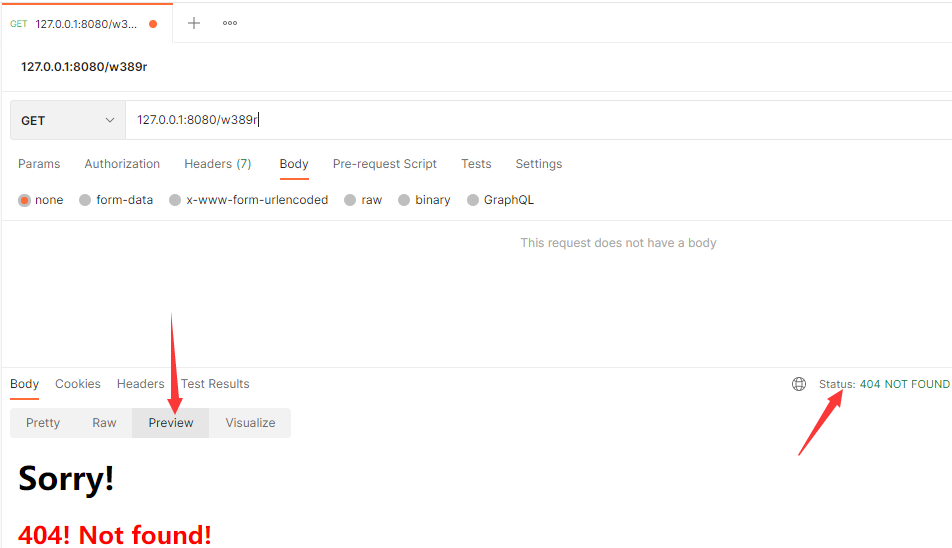 GET 127.0.0.1:8080/w3...
127.0.0.1:8080/w389r
GET 127.0.0.1:8080/w389r
Params Authorization Headers (7) Body Pre-request Script Tests Settings
none form-data x-www-form-urlencoded raw binary GraphQL
This request does not have a body
Body Cookies Headers Test Results Status: 404 NOT FOUND
Pretty Raw Preview Visualize
Sorry!
404! Not found!